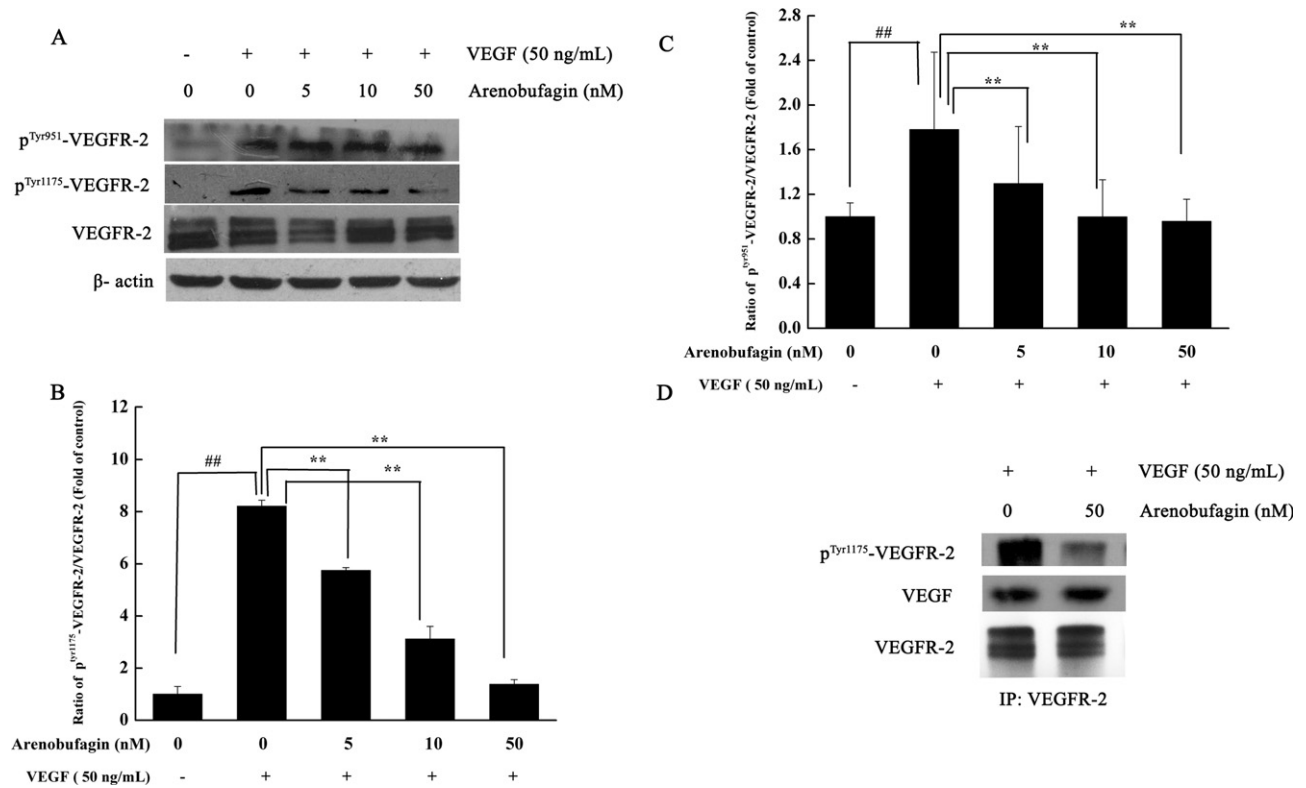 A
- + + + + VEGF (50 ng/mL)
0 0 5 10 50 Arenobufagin (nM)
pTyr951-VEGFR-2
pTyr1175-VEGFR-2
VEGFR-2
β- actin
B
Ratio of ptyr1175-VEGFR-2/VEGFR-2 (Fold of control)
12
10
8
6
4
2
0
##
**
**
**
Arenobufagin (nM) 0 0 5 10 50
VEGF ( 50 ng/mL) - + + + +
C
Ratio of ptyr951-VEGFR-2/VEGFR-2 (Fold of control)
2.8
2.4
2.0
1.6
1.2
0.8
0.4
0.0
##
**
**
**
Arenobufagin (nM) 0 0 5 10 50
VEGF ( 50 ng/mL) - + + + +
D
+ + VEGF (50 ng/mL)
0 50 Arenobufagin (nM)
pTyr1175-VEGFR-2
VEGF
VEGFR-2
IP: VEGFR-2